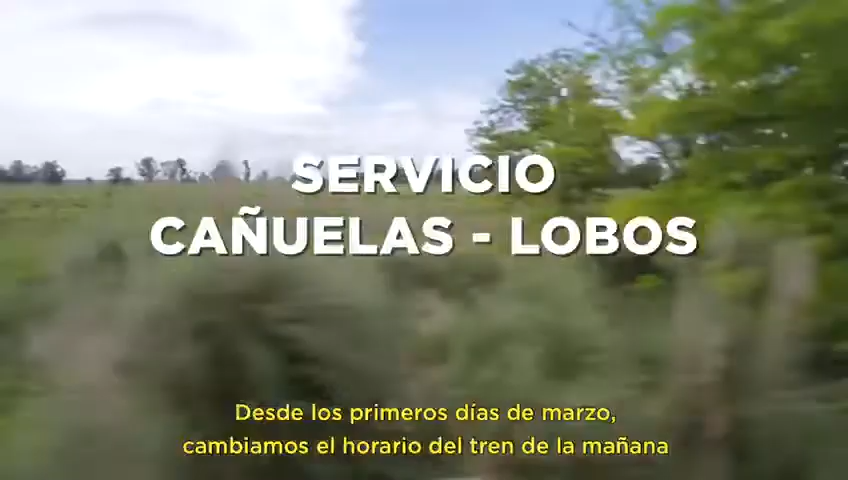 SERVICIO
CAÑUELAS - LOBOS
Desde los primeros días de marzo,
cambiamos el horario del tren de la mañana